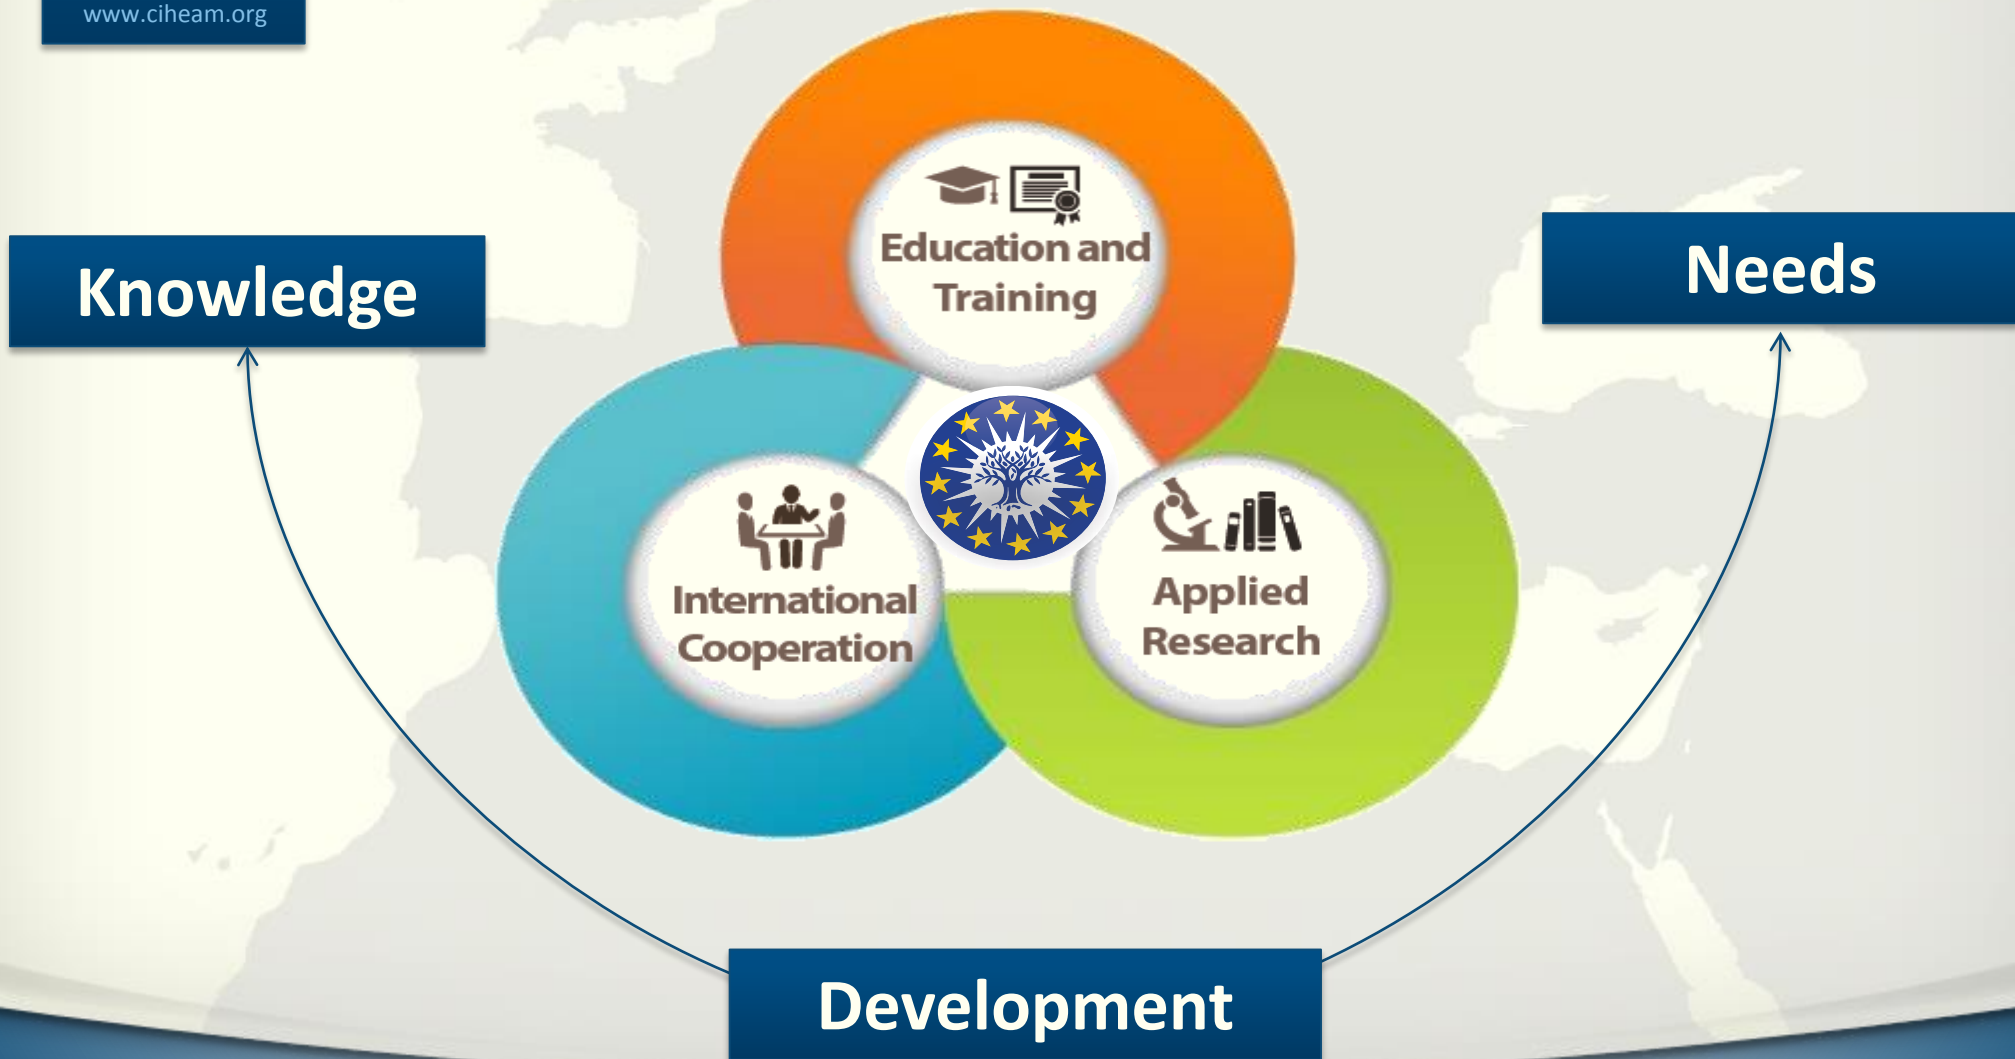 www.ciheam.org
Education and
Training
Knowledge
Needs
International
Cooperation
Applied
Research
Development